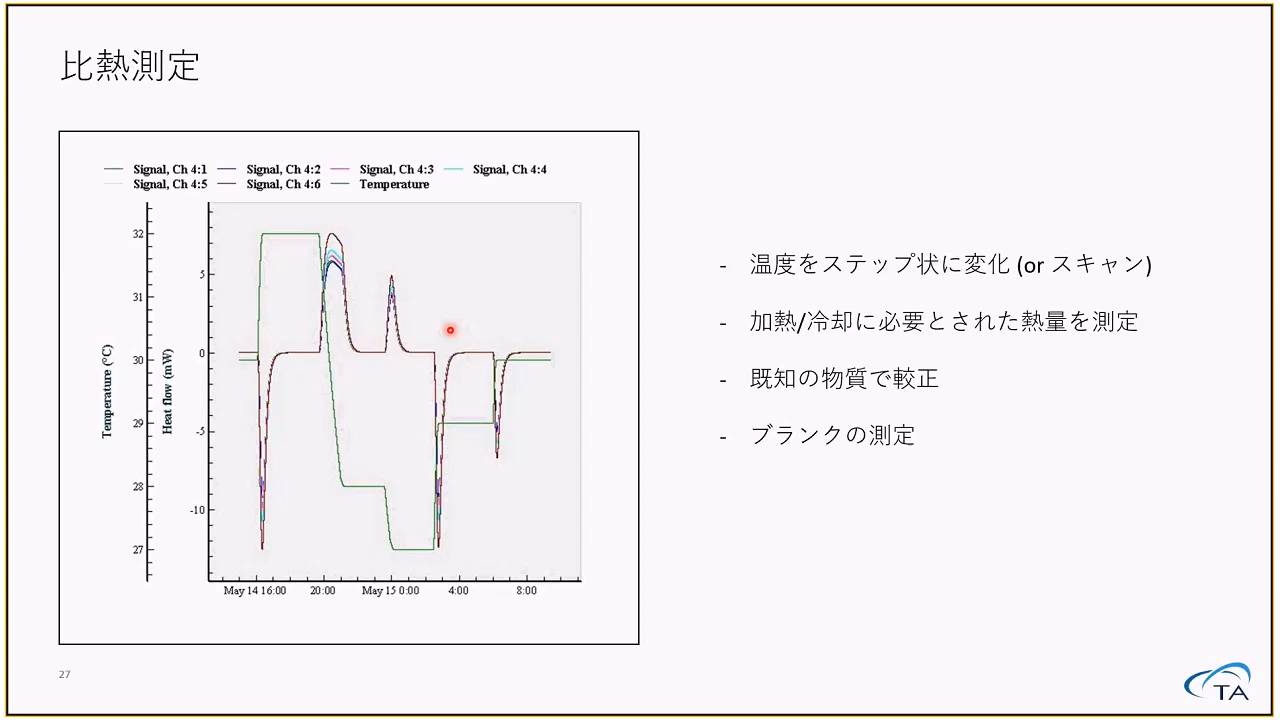 比熱測定
Signal, Ch 4:1 Signal, Ch 4:2 Signal, Ch 4:3 Signal, Ch 4:4
Signal, Ch 4:5 Signal, Ch 4:6 Temperature
Temperature (°C)
32
31
30
29
28
27
Heat flow (mW)
5
0
-5
-10
May 14 16:00 20:00 May 15 0:00 4:00 8:00
- 温度をステップ状に変化 (or スキャン)
- 加熱/冷却に必要とされた熱量を測定
- 既知の物質で較正
- ブランクの測定
27
TA